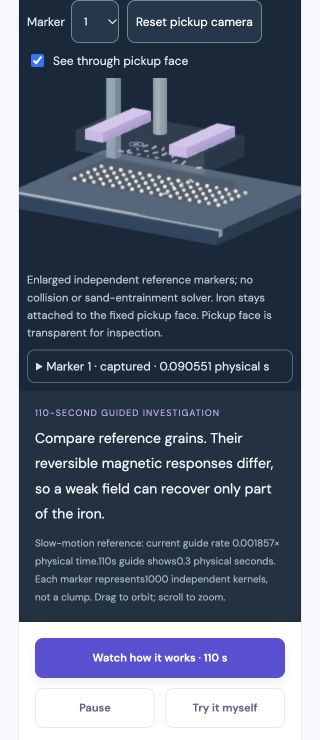 Marker 1 Reset pickup camera
See through pickup face
Enlarged independent reference markers; no
collision or sand-entrainment solver. Iron stays
attached to the fixed pickup face. Pickup face is
transparent for inspection.
▶ Marker 1 · captured · 0.090551 physical s
110-SECOND GUIDED INVESTIGATION
Compare reference grains. Their
reversible magnetic responses differ,
so a weak field can recover only part
of the iron.
Slow-motion reference: current guide rate 0.001857×
physical time.110s guide shows0.3 physical seconds.
Each marker represents1000 independent kernels,
not a clump. Drag to orbit; scroll to zoom.
Watch how it works · 110 s
Pause Try it myself